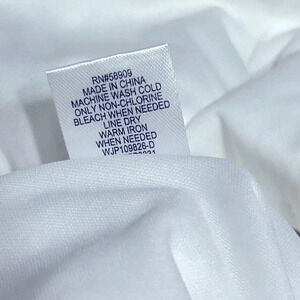 RN#58909
MADE IN CHINA
MACHINE WASH COLD
ONLY NON-CHLORINE
BLEACH WHEN NEEDED
LINE DRY
WARM IRON
WHEN NEEDED
WJP109826-D